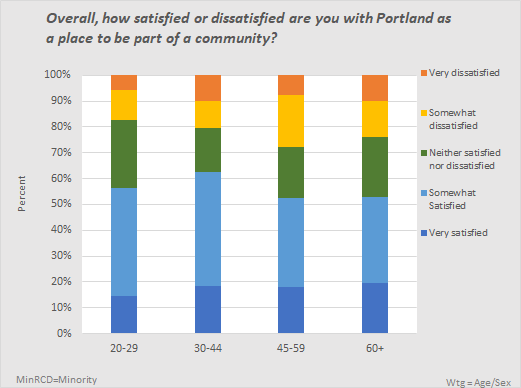 Overall, how satisfied or dissatisfied are you with Portland as
a place to be part of a community?
100%
90%
80%
70%
60%
50%
40%
30%
20%
10%
0%
Percent
20-29
30-44
45-59
60+
Very dissatisfied
Somewhat
dissatisfied
Neither satisfied
nor dissatisfied
Somewhat
Satisfied
Very satisfied
MinRCD=Minority
Wtg = Age/Sex